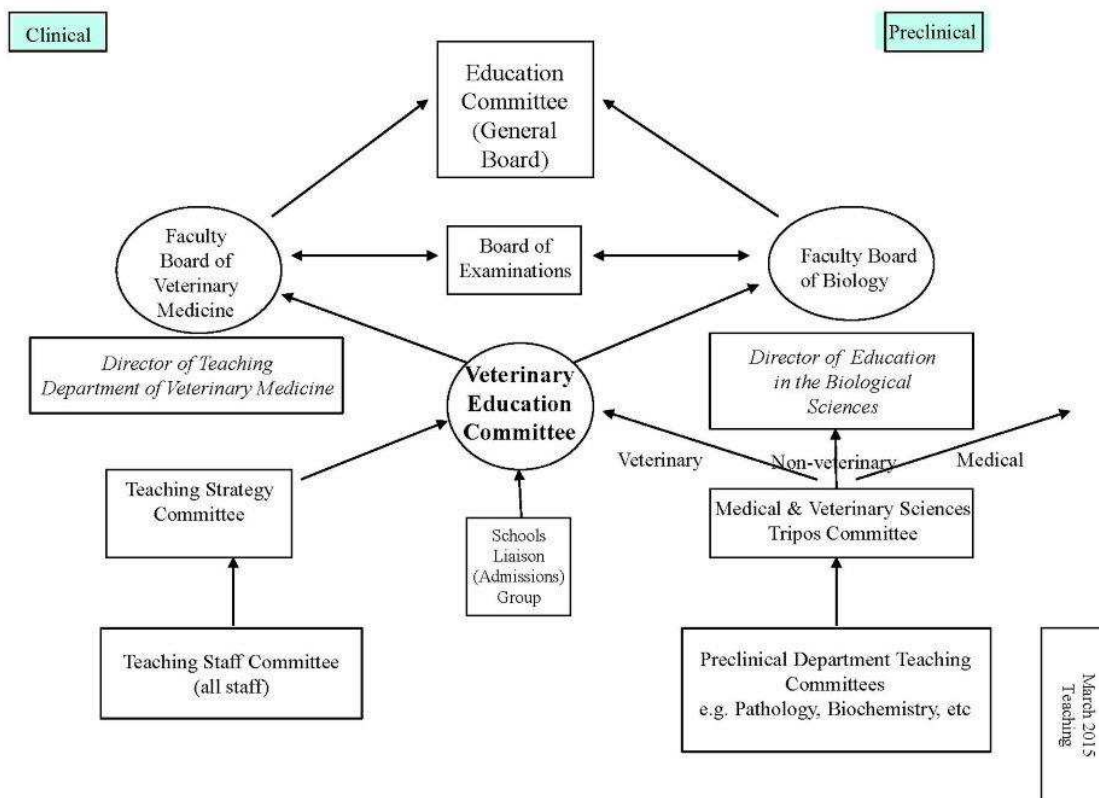 Clinical
Preclinical
Education
Committee
(General
Board)
Faculty
Board of
Veterinary
Medicine
Board of
Examinations
Faculty Board
of Biology
Director of Teaching
Department of Veterinary Medicine
Veterinary
Education
Committee
Director of Education
in the Biological
Sciences
Veterinary
Non-veterinary
Medical
Teaching Strategy
Committee
Schools
Liaison
(Admissions)
Group
Medical & Veterinary Sciences
Tripos Committee
Teaching Staff Committee
(all staff)
Preclinical Department Teaching
Committees
e.g. Pathology, Biochemistry, etc
March 2015
Teaching